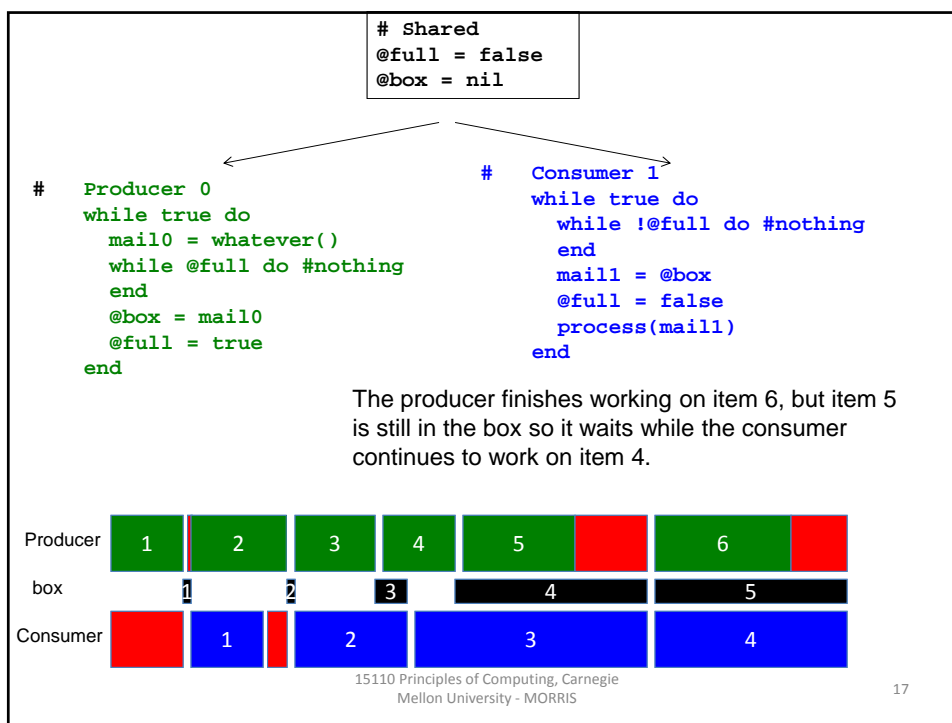 # Shared
@full = false
@box = nil
# Producer 0
while true do
mail0 = whatever()
while @full do #nothing
end
@box = mail0
@full = true
end
# Consumer 1
while true do
while !@full do #nothing
end
mail1 = @box
@full = false
process(mail1)
end
The producer finishes working on item 6, but item 5
is still in the box so it waits while the consumer
continues to work on item 4.
Producer 1 2 3 4 5 6
box 1 2 3 4 5
Consumer 1 2 3 4
15110 Principles of Computing, Carnegie
Mellon University - MORRIS
17